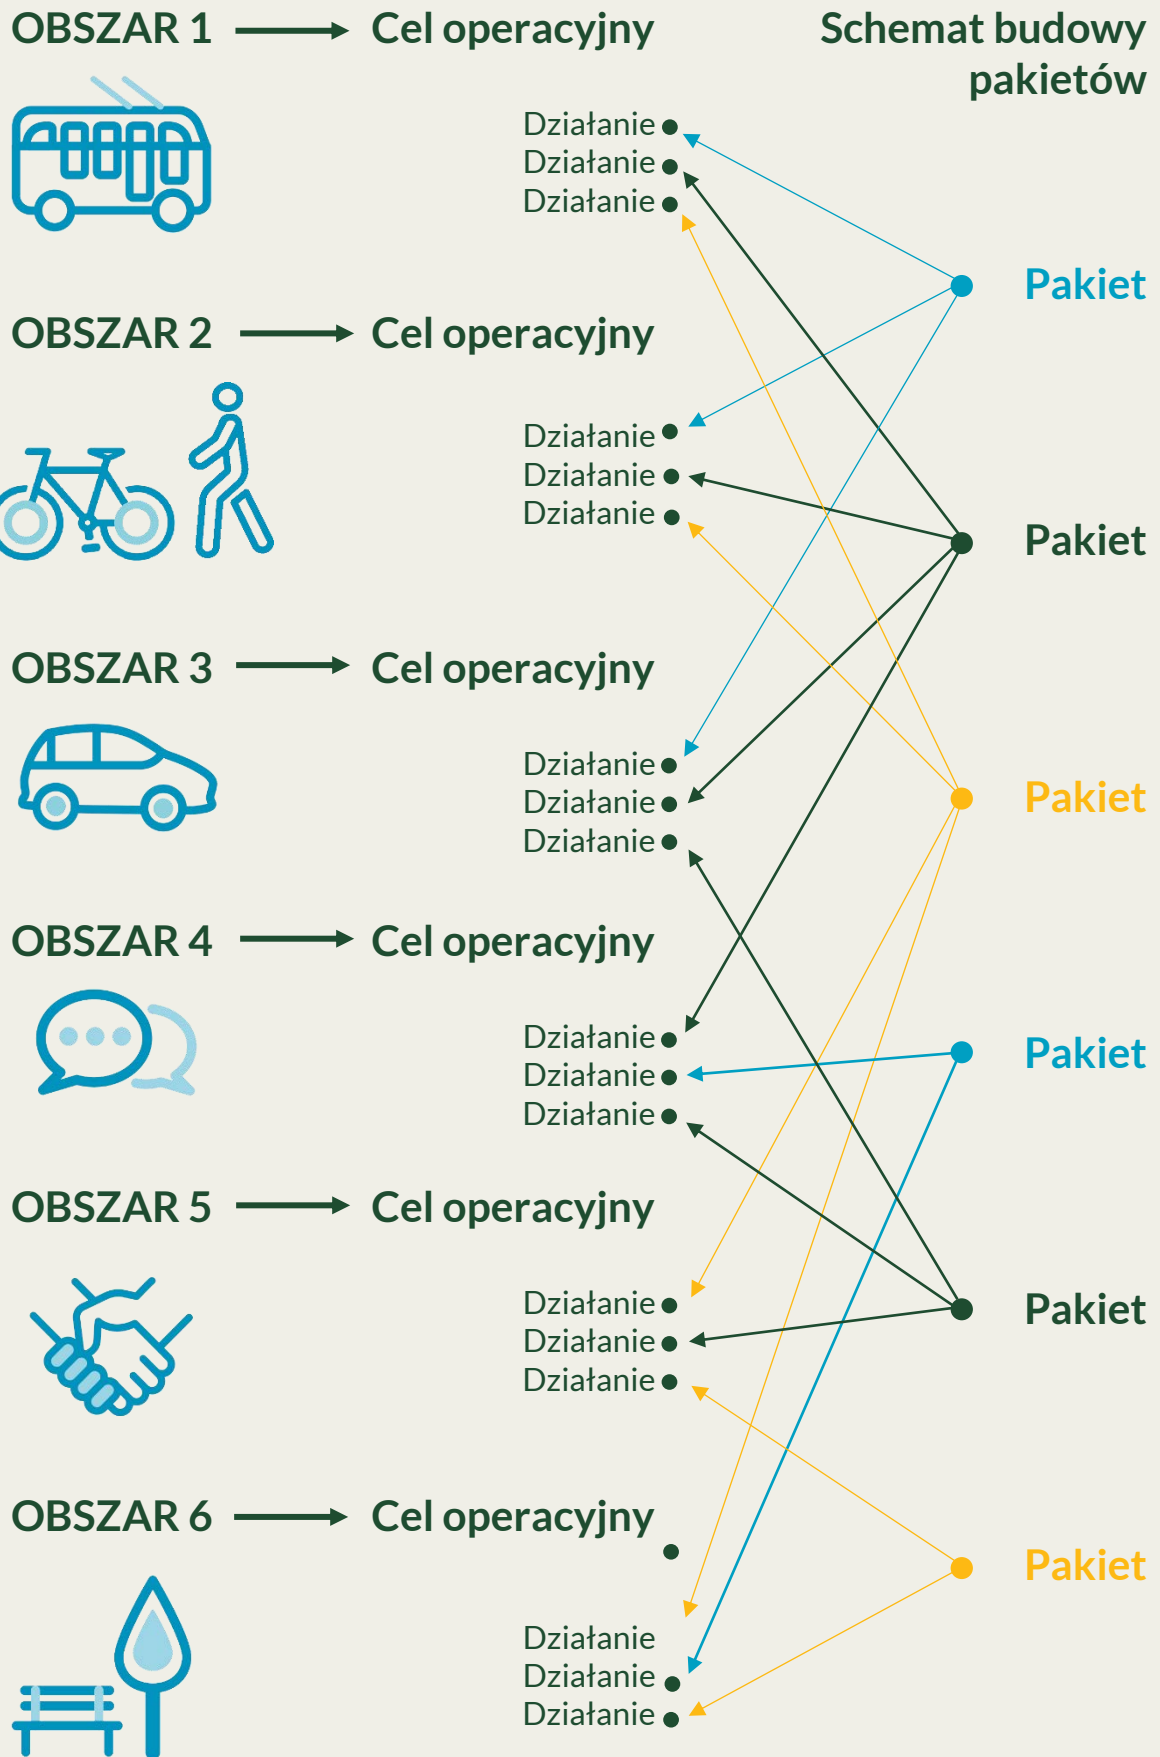 OBSZAR 1
Cel operacyjny
Schemat budowy
pakietów
Działanie
Działanie
Działanie
Pakiet
OBSZAR 2
Cel operacyjny
Działanie
Działanie
Działanie
Pakiet
OBSZAR 3
Cel operacyjny
Działanie
Działanie
Działanie
Pakiet
OBSZAR 4
Cel operacyjny
Działanie
Działanie
Działanie
Pakiet
OBSZAR 5
Cel operacyjny
Działanie
Działanie
Działanie
Pakiet
OBSZAR 6
Cel operacyjny
Pakiet
Działanie
Działanie
Działanie